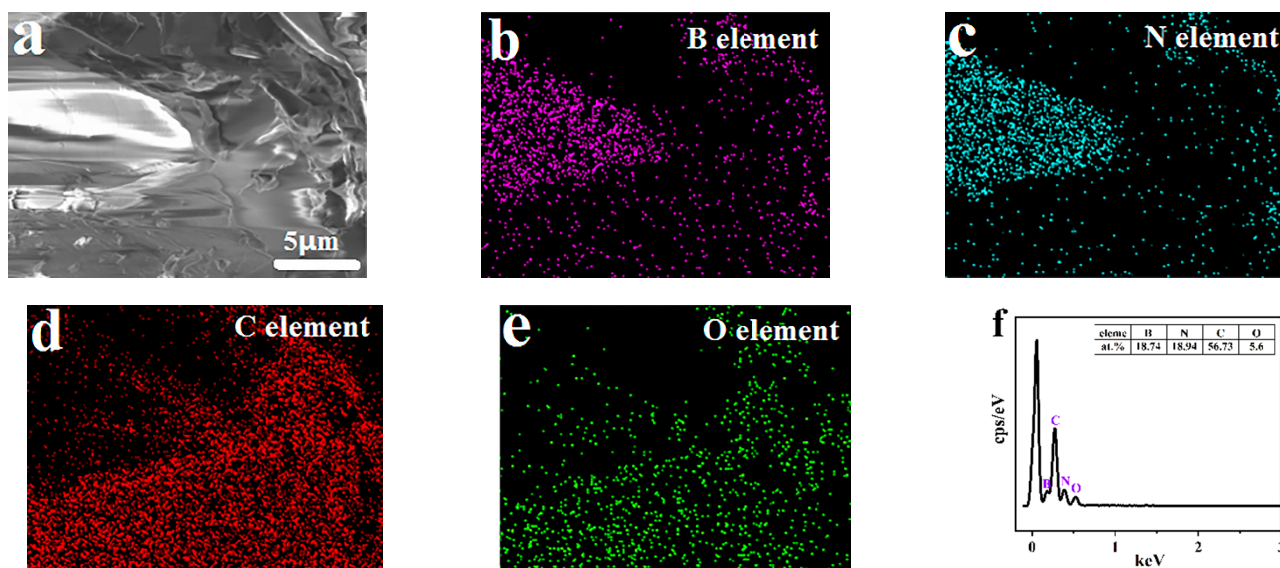 a
5μm
b
B element
c
N element
d
C element
e
O element
f
eleme B N C O
at.% 18.74 18.94 56.73 5.6
cps/eV
C
B
N
O
0 1 2 3
keV